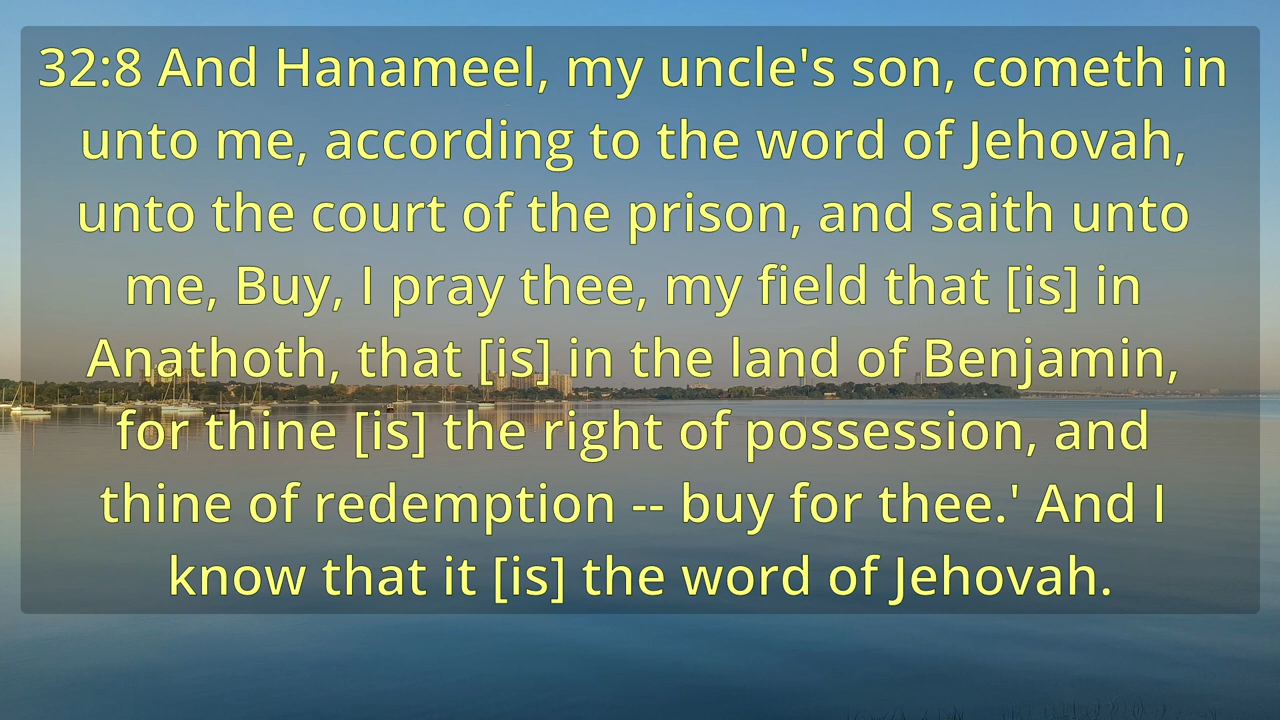 32:8 And Hanameel, my uncle's son, cometh in
unto me, according to the word of Jehovah,
unto the court of the prison, and saith unto
me, Buy, I pray thee, my field that [is] in
Anathoth, that [is] in the land of Benjamin,
for thine [is] the right of possession, and
thine of redemption -- buy for thee.' And I
know that it [is] the word of Jehovah.